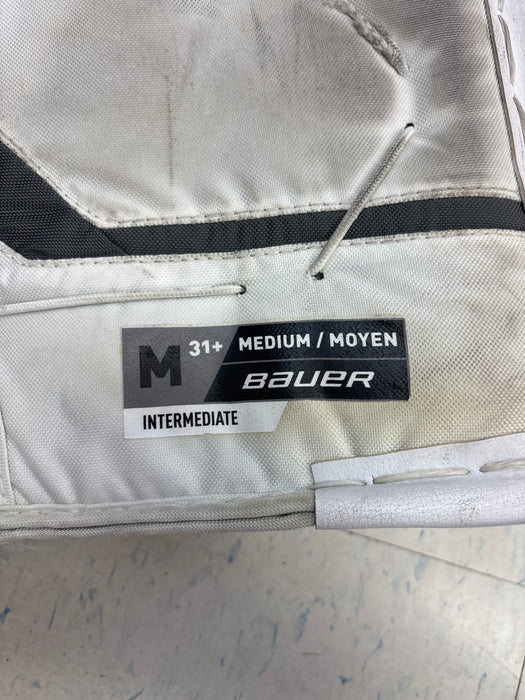 M 31+ MEDIUM / MOYEN
BAUER
INTERMEDIATE